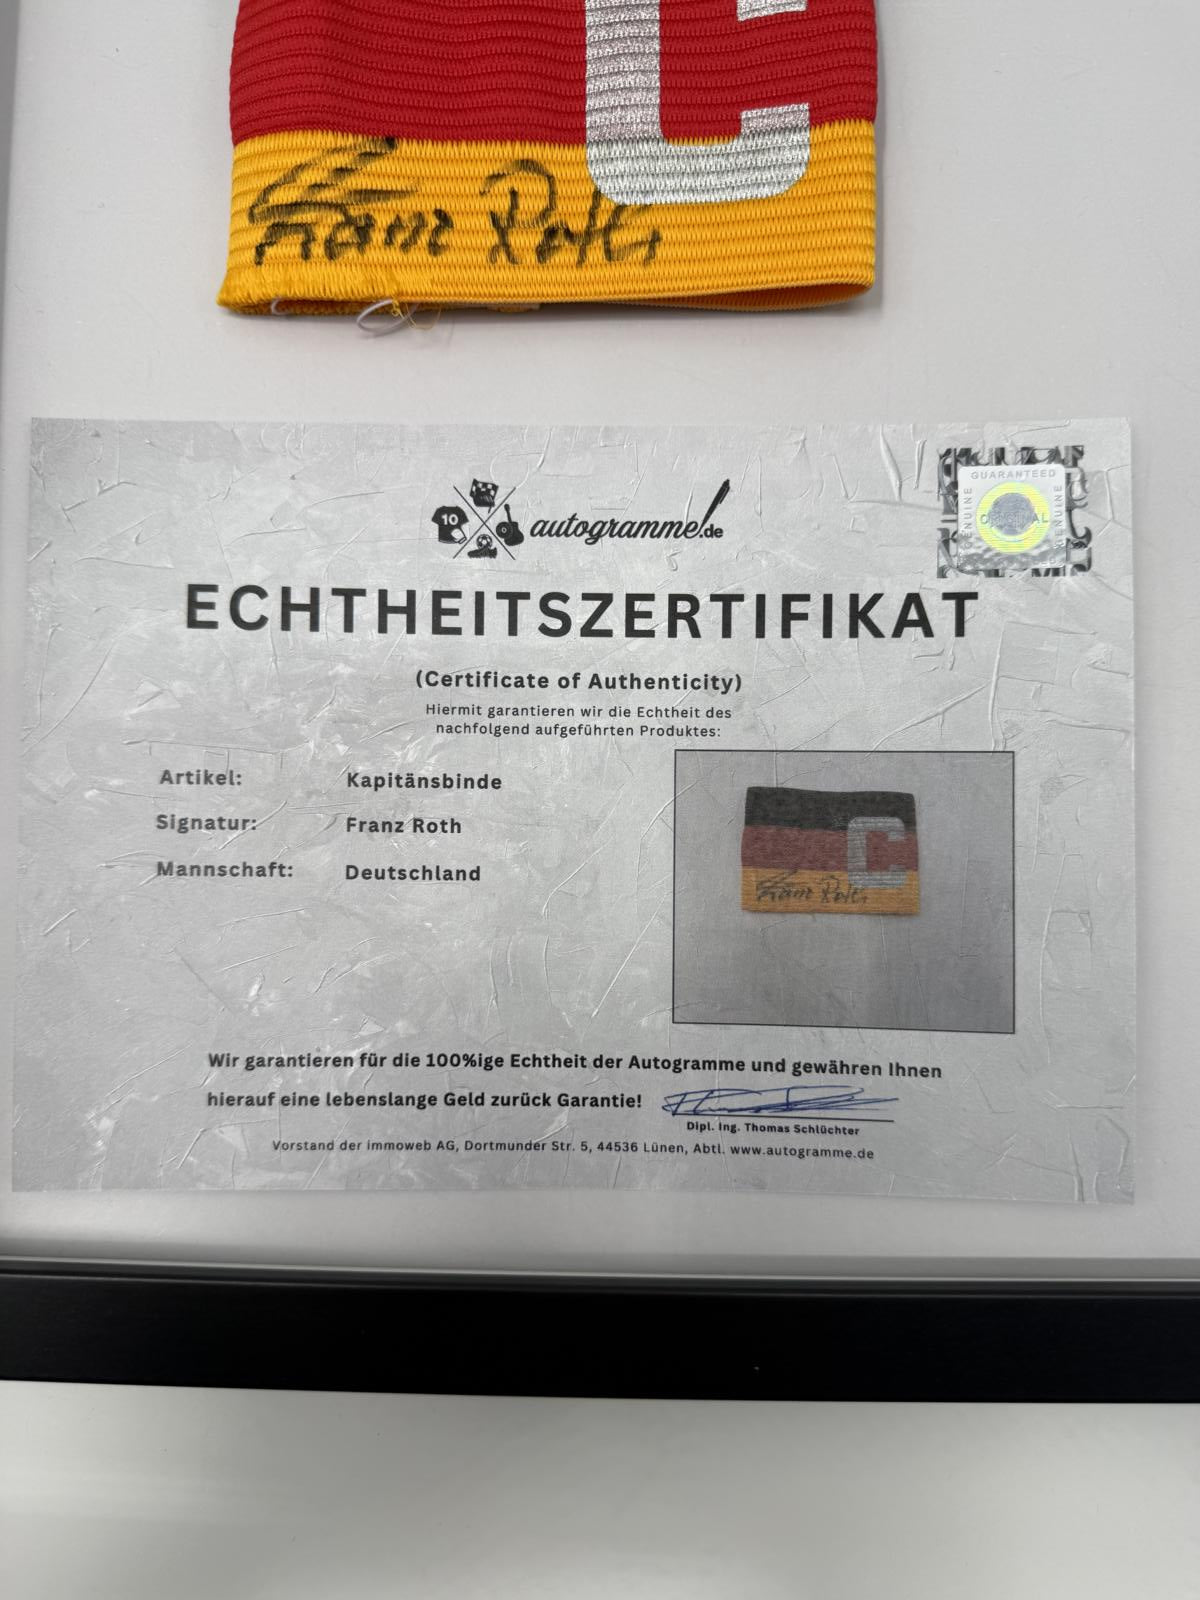 C
Franz Roth
10 autogramme.de
GUARANTEED
GENUINE
ORIGINAL
GENUINE
ECHTHEITSZERTIFIKAT
(Certificate of Authenticity)
Hiermit garantieren wir die Echtheit des
nachfolgend aufgeführten Produktes:
Artikel: Kapitänsbinde
Signatur: Franz Roth
Mannschaft: Deutschland
C
Franz Roth
Wir garantieren für die 100%ige Echtheit der Autogramme und gewähren Ihnen
hierauf eine lebenslange Geld zurück Garantie!
Dipl. Ing. Thomas Schlüchter
Vorstand der immoweb AG, Dortmunder Str. 5, 44536 Lünen, Abtl. www.autogramme.de